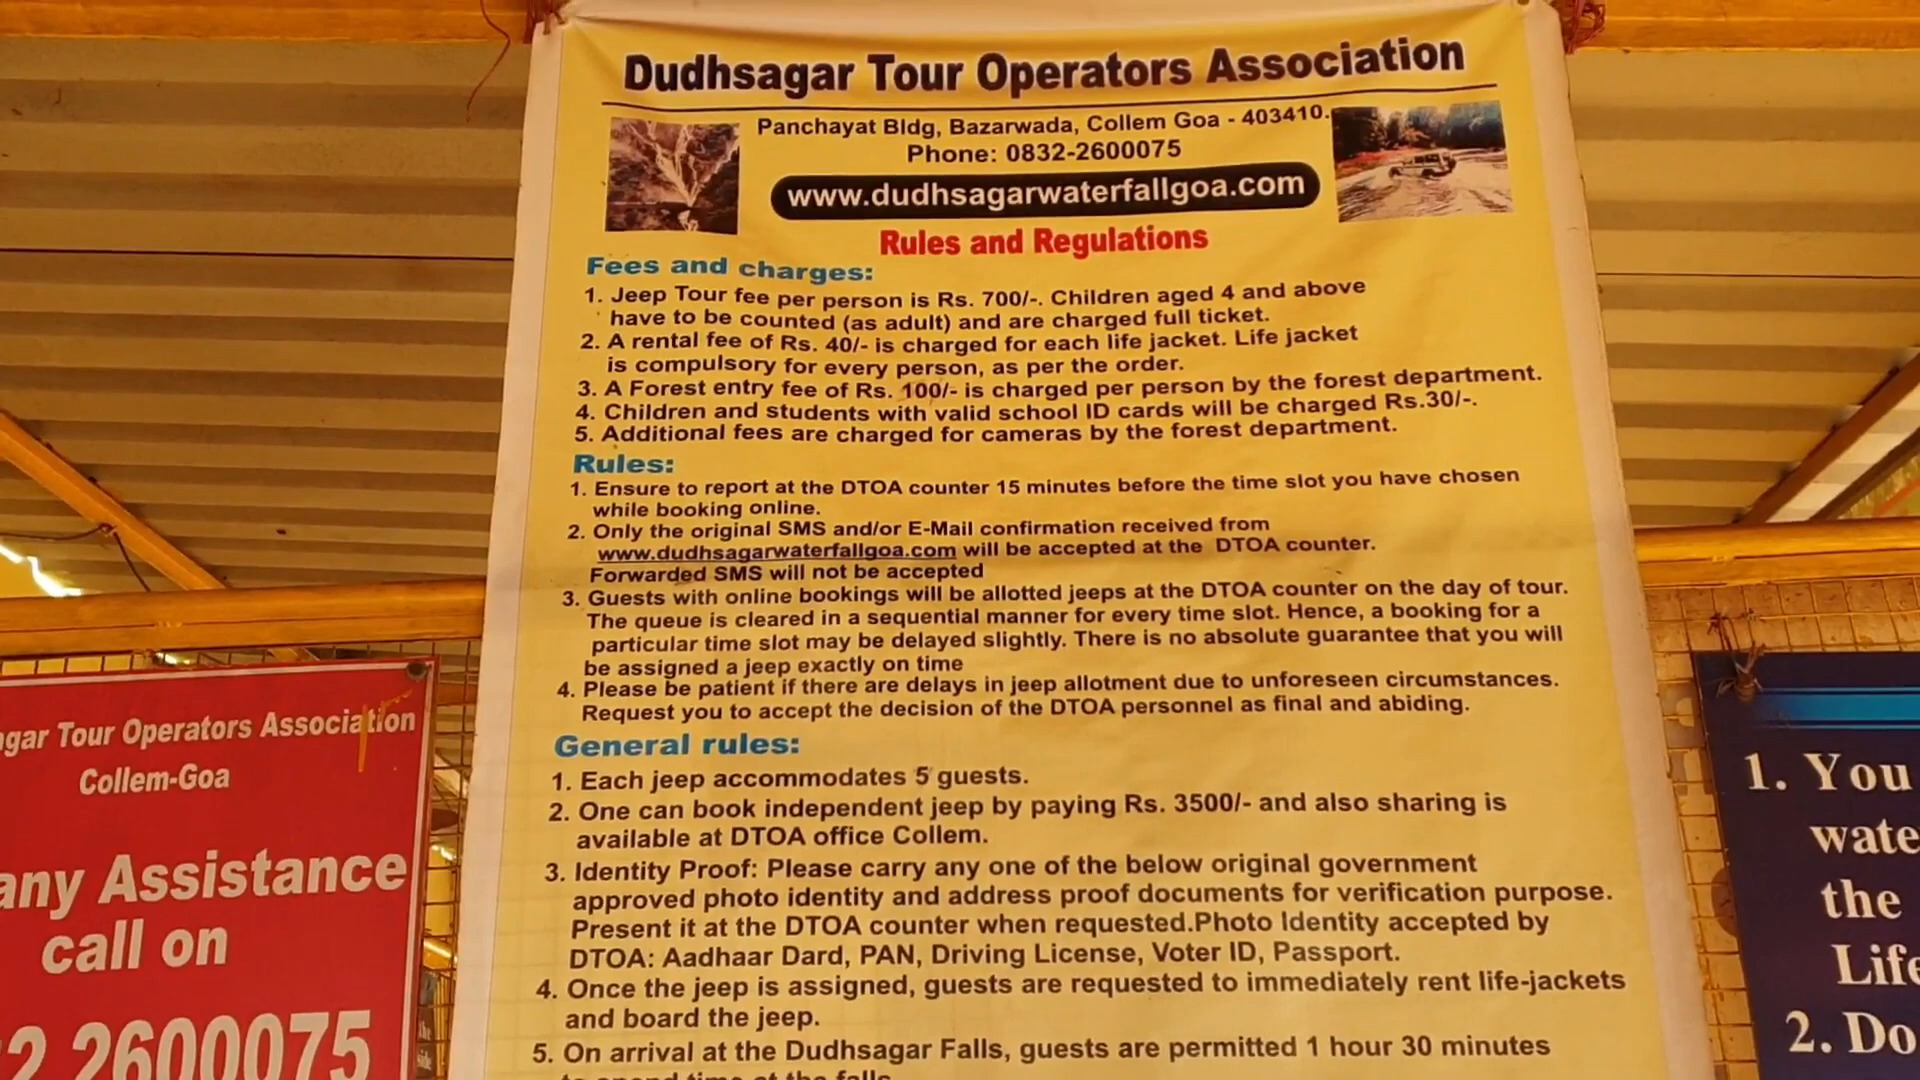 Dudhsagar Tour Operators Association
Panchayat Bldg, Bazarwada, Collem Goa - 403410.
Phone: 0832-2600075
www.dudhsagarwaterfallgoa.com
Rules and Regulations
Fees and charges:
1. Jeep Tour fee per person is Rs. 700/-. Children aged 4 and above
have to be counted (as adult) and are charged full ticket.
2. A rental fee of Rs. 40/- is charged for each life jacket. Life jacket
is compulsory for every person, as per the order.
3. A Forest entry fee of Rs. 100/- is charged per person by the forest department.
4. Children and students with valid school ID cards will be charged Rs.30/-.
5. Additional fees are charged for cameras by the forest department.
Rules:
1. Ensure to report at the DTOA counter 15 minutes before the time slot you have chosen
while booking online.
2. Only the original SMS and/or E-Mail confirmation received from
www.dudhsagarwaterfallgoa.com will be accepted at the DTOA counter.
Forwarded SMS will not be accepted
3. Guests with online bookings will be allotted jeeps at the DTOA counter on the day of tour.
The queue is cleared in a sequential manner for every time slot. Hence, a booking for a
particular time slot may be delayed slightly. There is no absolute guarantee that you will
be assigned a jeep exactly on time
4. Please be patient if there are delays in jeep allotment due to unforeseen circumstances.
Request you to accept the decision of the DTOA personnel as final and abiding.
General rules:
1. Each jeep accommodates 5 guests.
2. One can book independent jeep by paying Rs. 3500/- and also sharing is
available at DTOA office Collem.
3. Identity Proof: Please carry any one of the below original government
approved photo identity and address proof documents for verification purpose.
Present it at the DTOA counter when requested.Photo Identity accepted by
DTOA: Aadhaar Dard, PAN, Driving License, Voter ID, Passport.
4. Once the jeep is assigned, guests are requested to immediately rent life-jackets
and board the jeep.
5. On arrival at the Dudhsagar Falls, guests are permitted 1 hour 30 minutes
to spend time at the falls
gar Tour Operators Association
Collem-Goa
any Assistance
call on
2 2600075
1. You
wate
the
Life
2. Do